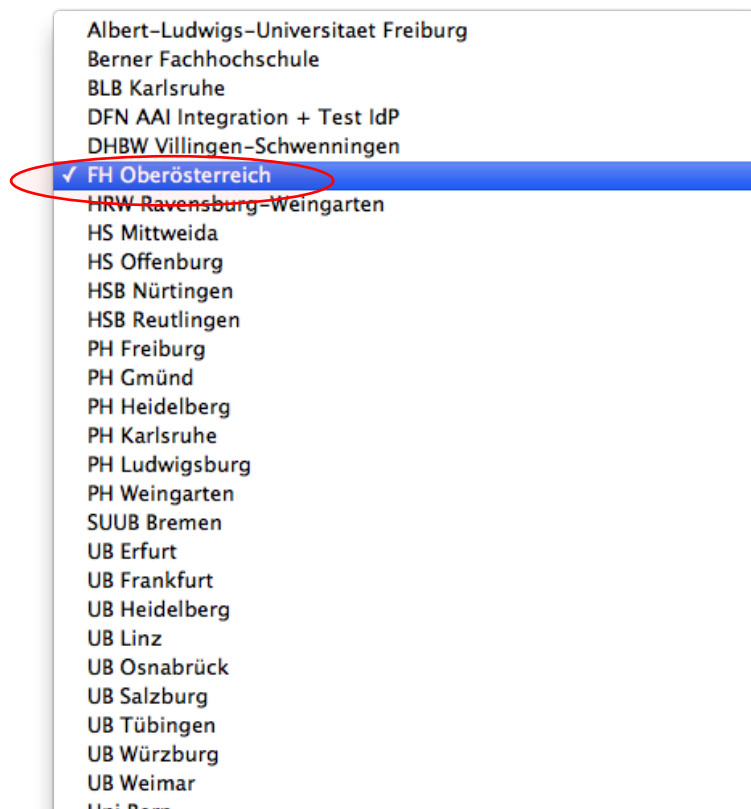 Albert-Ludwigs-Universitaet Freiburg
Berner Fachhochschule
BLB Karlsruhe
DFN AAI Integration + Test IdP
DHBW Villingen-Schwenningen
✓ FH Oberösterreich
HRW Ravensburg-Weingarten
HS Mittweida
HS Offenburg
HSB Nürtingen
HSB Reutlingen
PH Freiburg
PH Gmünd
PH Heidelberg
PH Karlsruhe
PH Ludwigsburg
PH Weingarten
SUUB Bremen
UB Erfurt
UB Frankfurt
UB Heidelberg
UB Linz
UB Osnabrück
UB Salzburg
UB Tübingen
UB Würzburg
UB Weimar
Uni Bern